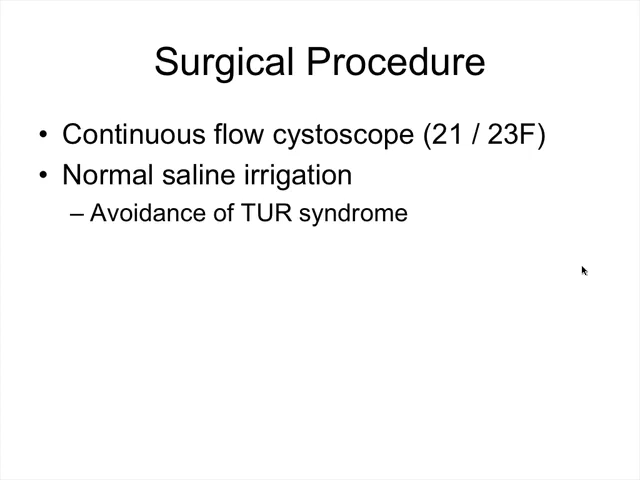 Surgical Procedure
• Continuous flow cystoscope (21 / 23F)
• Normal saline irrigation
– Avoidance of TUR syndrome